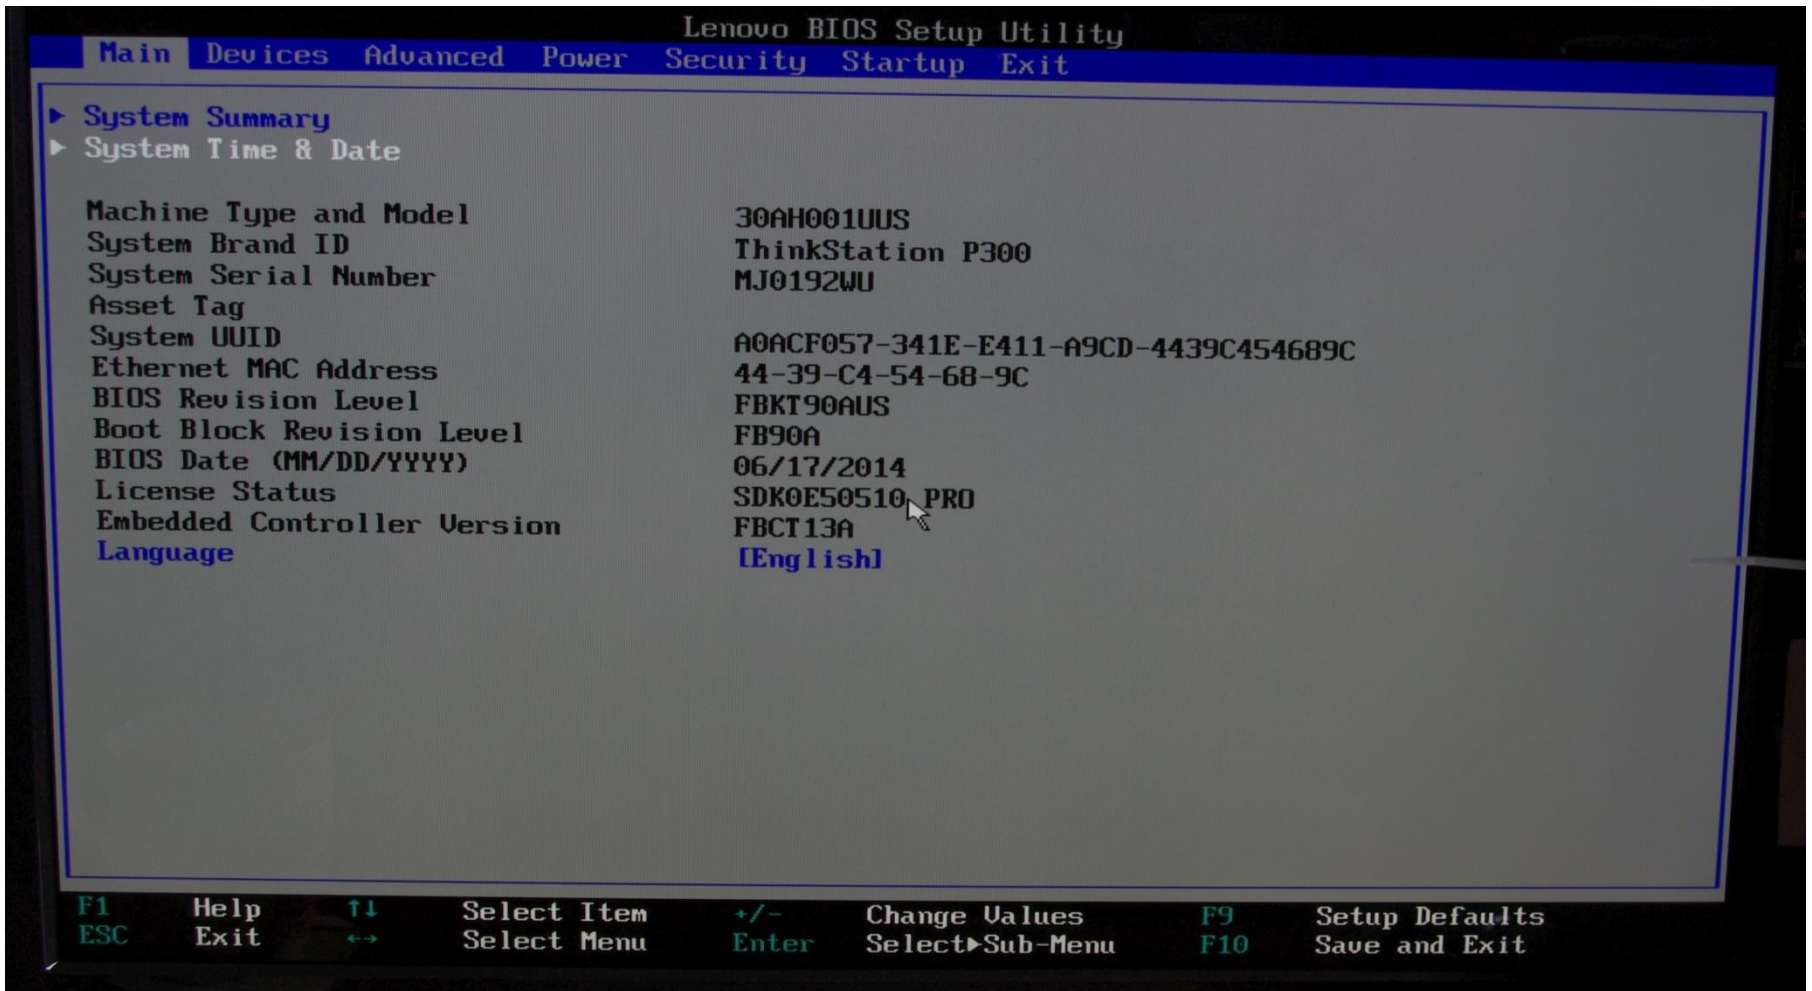 Lenovo BIOS Setup Utility
Main Devices Advanced Power Security Startup Exit
System Summary
System Time & Date
Machine Type and Model 30AH001UUS
System Brand ID ThinkStation P300
System Serial Number MJ0192WU
Asset Tag
System UUID A0ACF057-341E-E411-A9CD-4439C454689C
Ethernet MAC Address 44-39-C4-54-68-9C
BIOS Revision Level FBKT90AUS
Boot Block Revision Level FB90A
BIOS Date (MM/DD/YYYY) 06/17/2014
License Status SDK0E50510 PRO
Embedded Controller Version FBCT13A
Language [English]
F1 Help ↑↓ Select Item +/- Change Values F9 Setup Defaults
ESC Exit ←→ Select Menu Enter Select▶Sub-Menu F10 Save and Exit